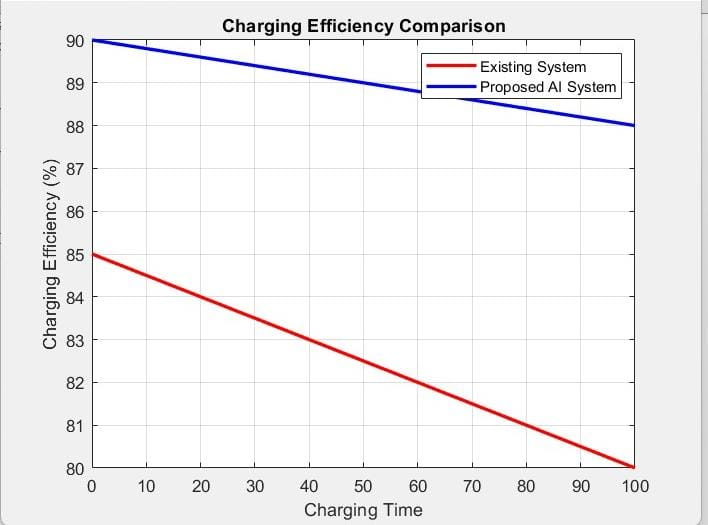 Charging Efficiency Comparison
90
89
88
87
86
85
84
83
82
81
80
Charging Efficiency (%)
Existing System
Proposed AI System
0 10 20 30 40 50 60 70 80 90 100
Charging Time